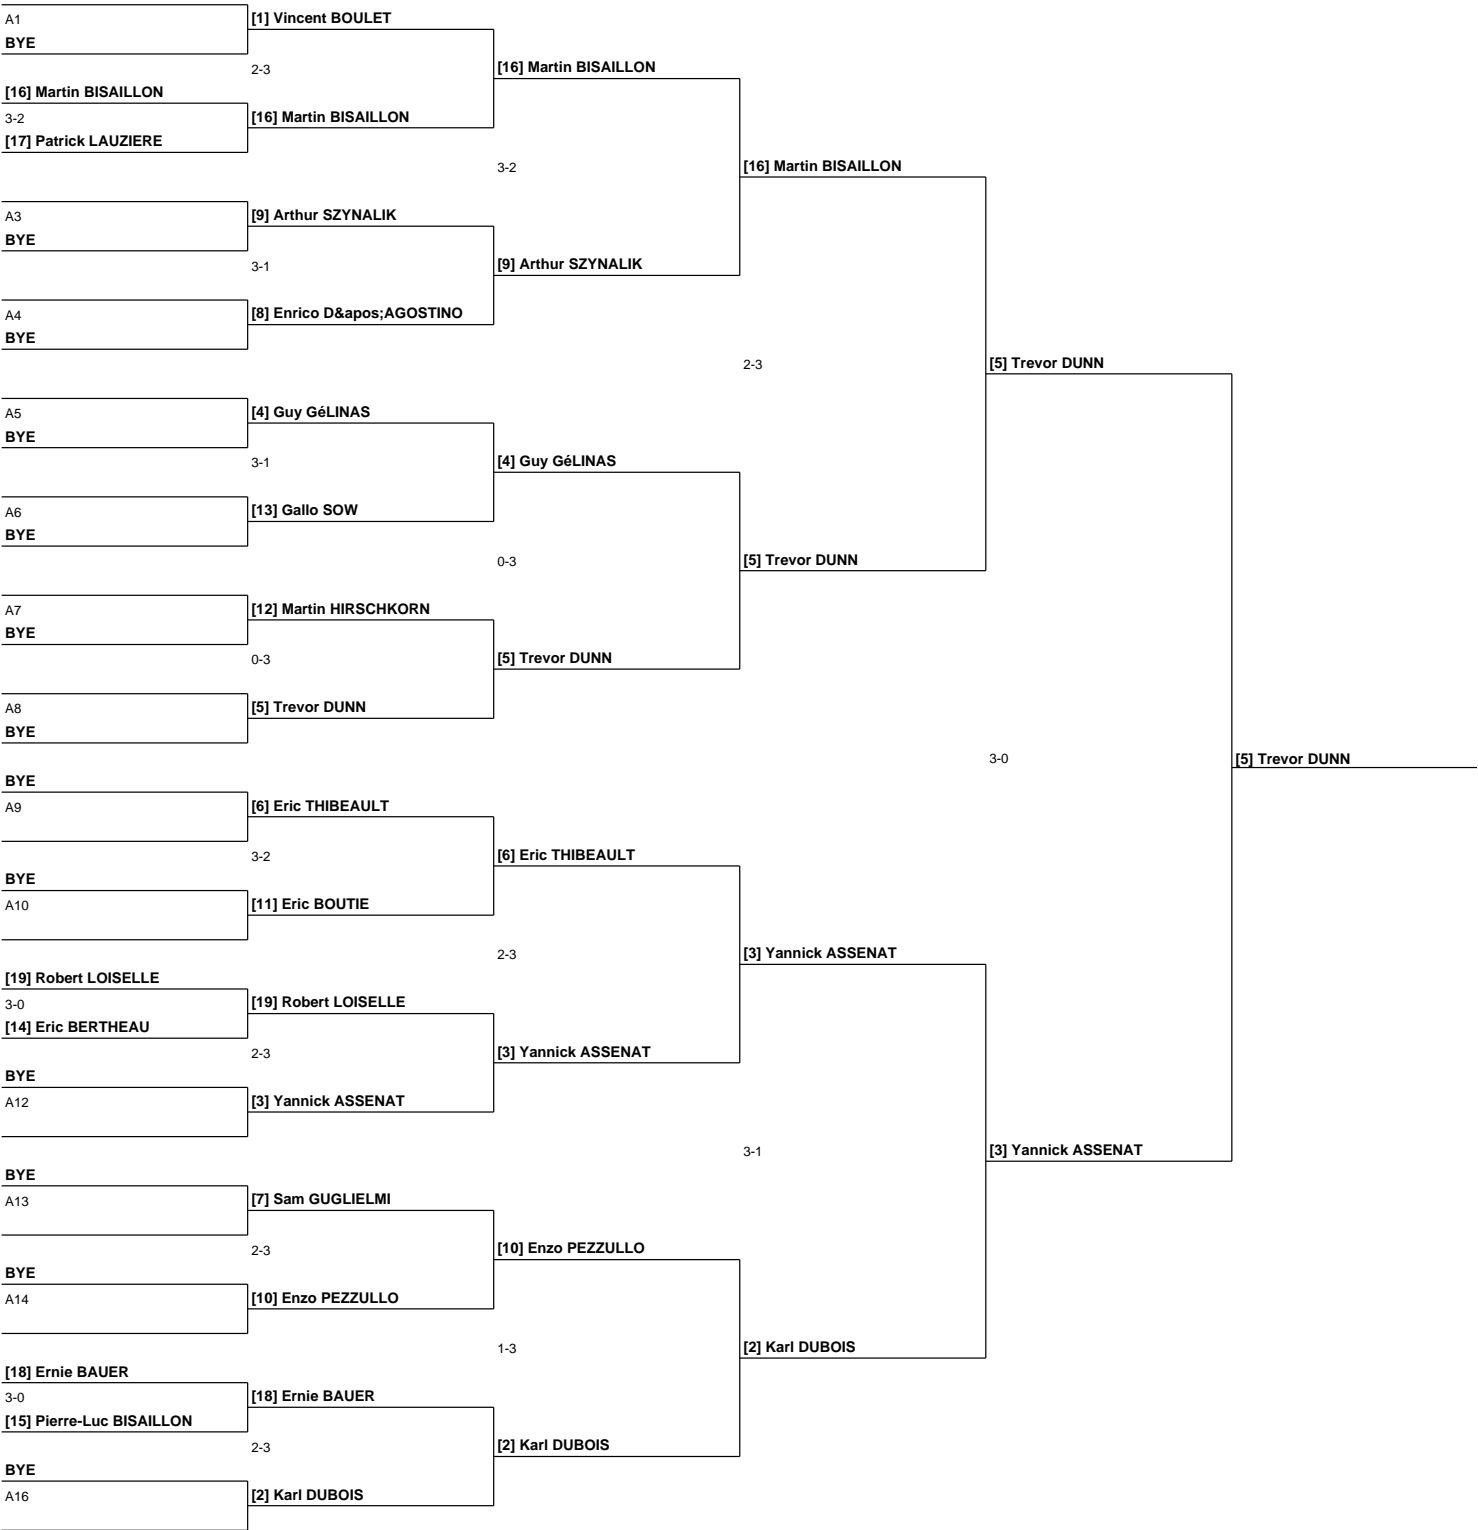 A1
BYE
[1] Vincent BOULET
2-3
[16] Martin BISAILLON
[16] Martin BISAILLON
3-2
[17] Patrick LAUZIERE
[16] Martin BISAILLON
3-2
[16] Martin BISAILLON
A3
BYE
[9] Arthur SZYNALIK
3-1
[9] Arthur SZYNALIK
A4
BYE
[8] Enrico D&apos;AGOSTINO
2-3
[5] Trevor DUNN
A5
BYE
[4] Guy GéLINAS
3-1
[4] Guy GéLINAS
A6
BYE
[13] Gallo SOW
0-3
[5] Trevor DUNN
A7
BYE
[12] Martin HIRSCHKORN
0-3
[5] Trevor DUNN
A8
BYE
[5] Trevor DUNN
3-0
[5] Trevor DUNN
BYE
A9
[6] Eric THIBEAULT
3-2
[6] Eric THIBEAULT
BYE
A10
[11] Eric BOUTIE
2-3
[3] Yannick ASSENAT
[19] Robert LOISELLE
3-0
[14] Eric BERTHEAU
[19] Robert LOISELLE
2-3
[3] Yannick ASSENAT
BYE
A12
[3] Yannick ASSENAT
3-1
[3] Yannick ASSENAT
BYE
A13
[7] Sam GUGLIELMI
2-3
[10] Enzo PEZZULLO
BYE
A14
[10] Enzo PEZZULLO
1-3
[2] Karl DUBOIS
[18] Ernie BAUER
3-0
[15] Pierre-Luc BISAILLON
[18] Ernie BAUER
2-3
[2] Karl DUBOIS
BYE
A16
[2] Karl DUBOIS